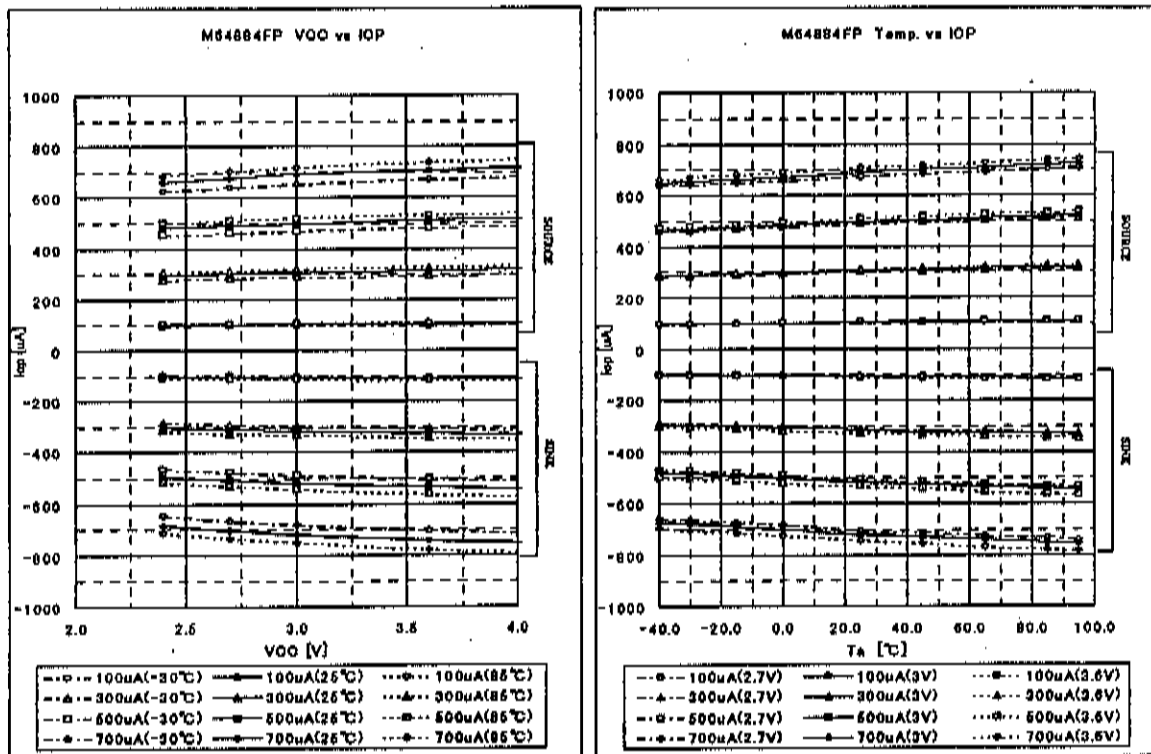 M64884FP VCO vs IOP
1000
800
600
400
200
0
-200
-400
-600
-800
-1000
Iop [uA]
2.0
2.5
3.0
3.5
4.0
VCO [V]
SOURCE
SINK
100uA(-30℃) 100uA(25℃) 100uA(85℃)
300uA(-30℃) 300uA(25℃) 300uA(85℃)
500uA(-30℃) 500uA(25℃) 500uA(85℃)
700uA(-30℃) 700uA(25℃) 700uA(85℃)
M64884FP Temp. vs IOP
1000
800
600
400
200
0
-200
-400
-600
-800
-1000
Iop [uA]
-40.0
-20.0
0.0
20.0
40.0
60.0
80.0
100.0
TA [℃]
SOURCE
SINK
100uA(2.7V) 100uA(3V) 100uA(3.6V)
300uA(2.7V) 300uA(3V) 300uA(3.6V)
500uA(2.7V) 500uA(3V) 500uA(3.6V)
700uA(2.7V) 700uA(3V) 700uA(3.6V)